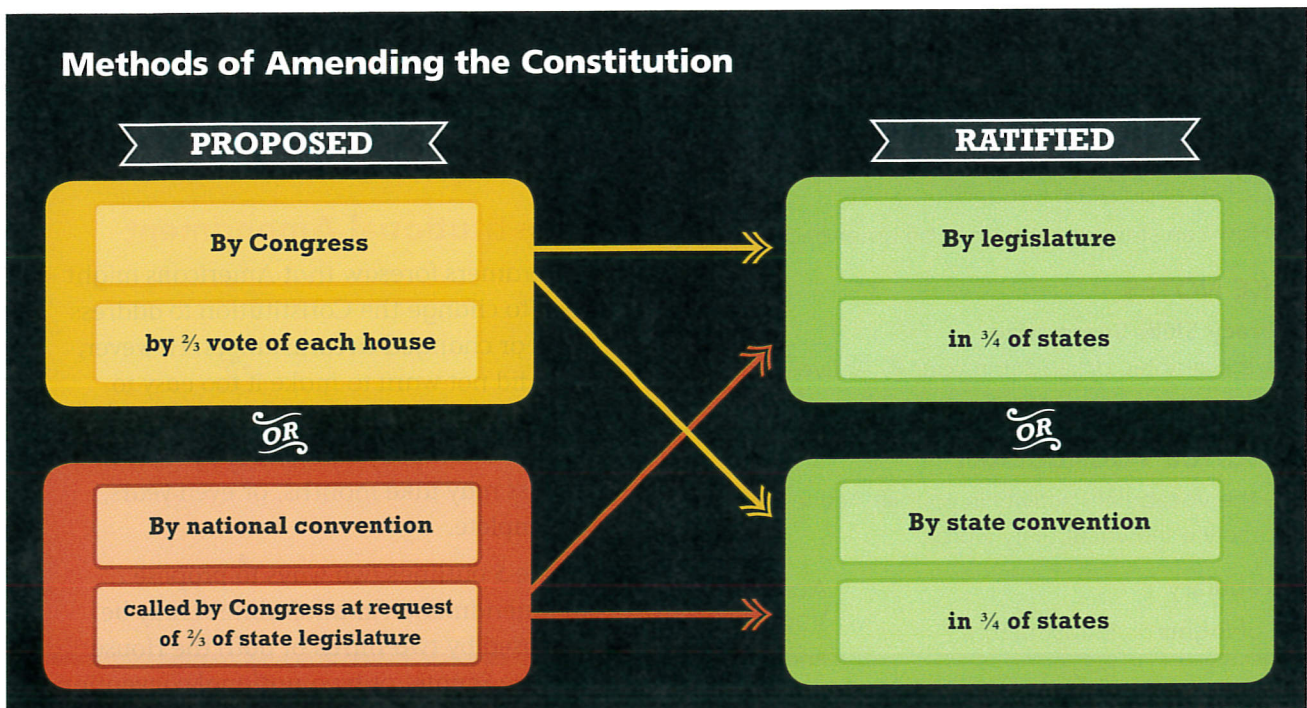 Methods of Amending the Constitution
PROPOSED
By Congress
by ⅔ vote of each house
OR
By national convention
called by Congress at request
of ⅔ of state legislature
RATIFIED
By legislature
in ¾ of states
OR
By state convention
in ¾ of states